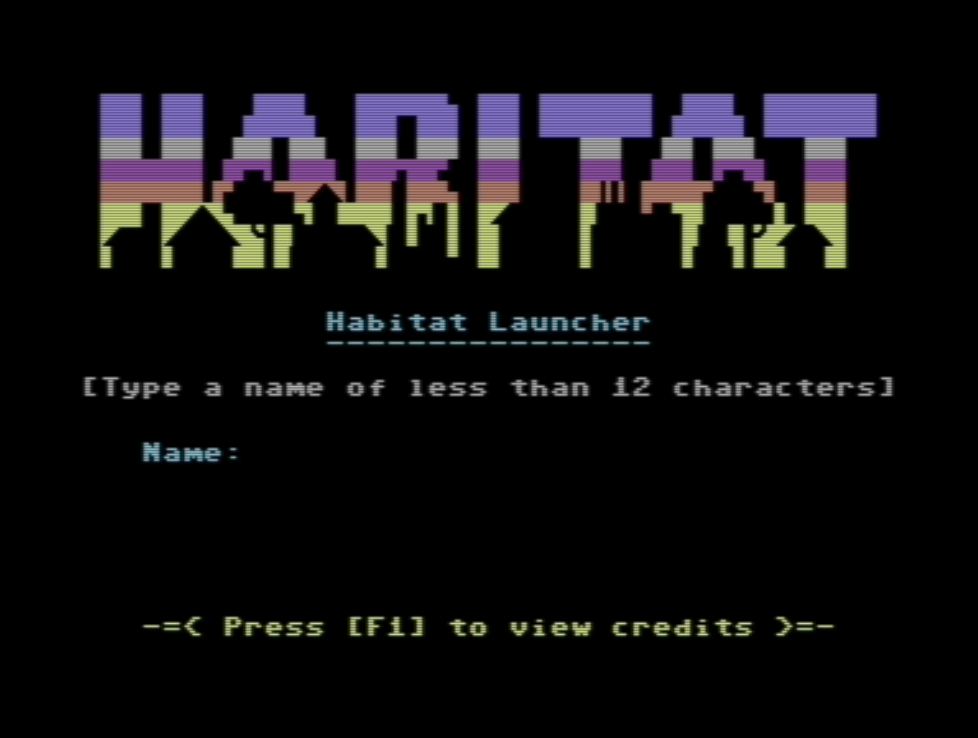 HABITAT
Habitat Launcher
----------------
[Type a name of less than 12 characters]
Name:
-=< Press [F1] to view credits >=-